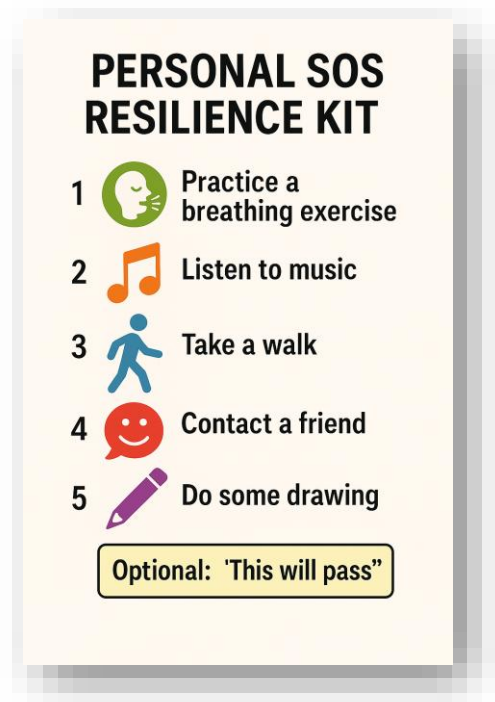 PERSONAL SOS
RESILIENCE KIT
1 Practice a
breathing exercise
2 Listen to music
3 Take a walk
4 Contact a friend
5 Do some drawing
Optional: 'This will pass”